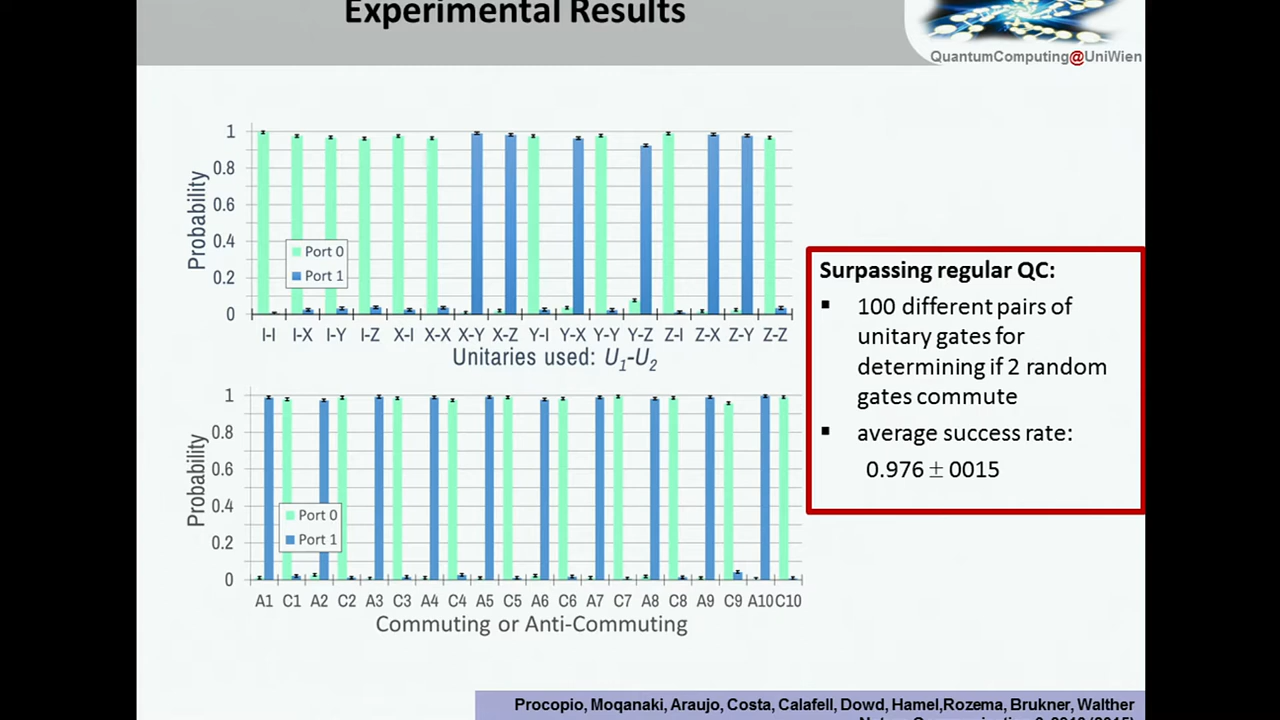 Experimental Results
QuantumComputing@UniWien
1
0.8
0.6
0.4
0.2
0
Probability
Port 0
Port 1
I-I I-X I-Y I-Z X-I X-X X-Y X-Z Y-I Y-X Y-Y Y-Z Z-I Z-X Z-Y Z-Z
Unitaries used: U1-U2
1
0.8
0.6
0.4
0.2
0
Probability
Port 0
Port 1
A1 C1 A2 C2 A3 C3 A4 C4 A5 C5 A6 C6 A7 C7 A8 C8 A9 C9 A10 C10
Commuting or Anti-Commuting
Surpassing regular QC:
▪ 100 different pairs of
unitary gates for
determining if 2 random
gates commute
▪ average success rate:
0.976 ± 0015
Procopio, Moqanaki, Araujo, Costa, Calafell, Dowd, Hamel,Rozema, Brukner, Walther